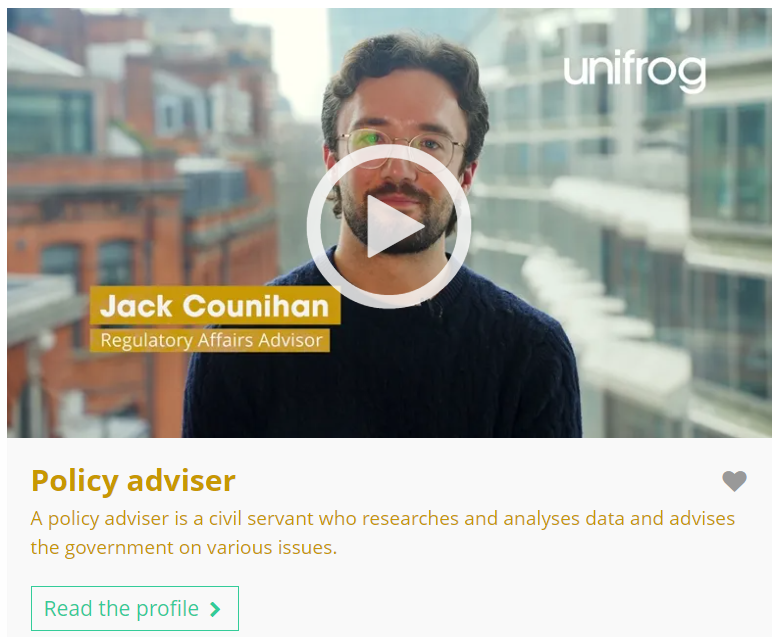 unifrog
Jack Counihan
Regulatory Affairs Advisor
Policy adviser
A policy adviser is a civil servant who researches and analyses data and advises
the government on various issues.
Read the profile